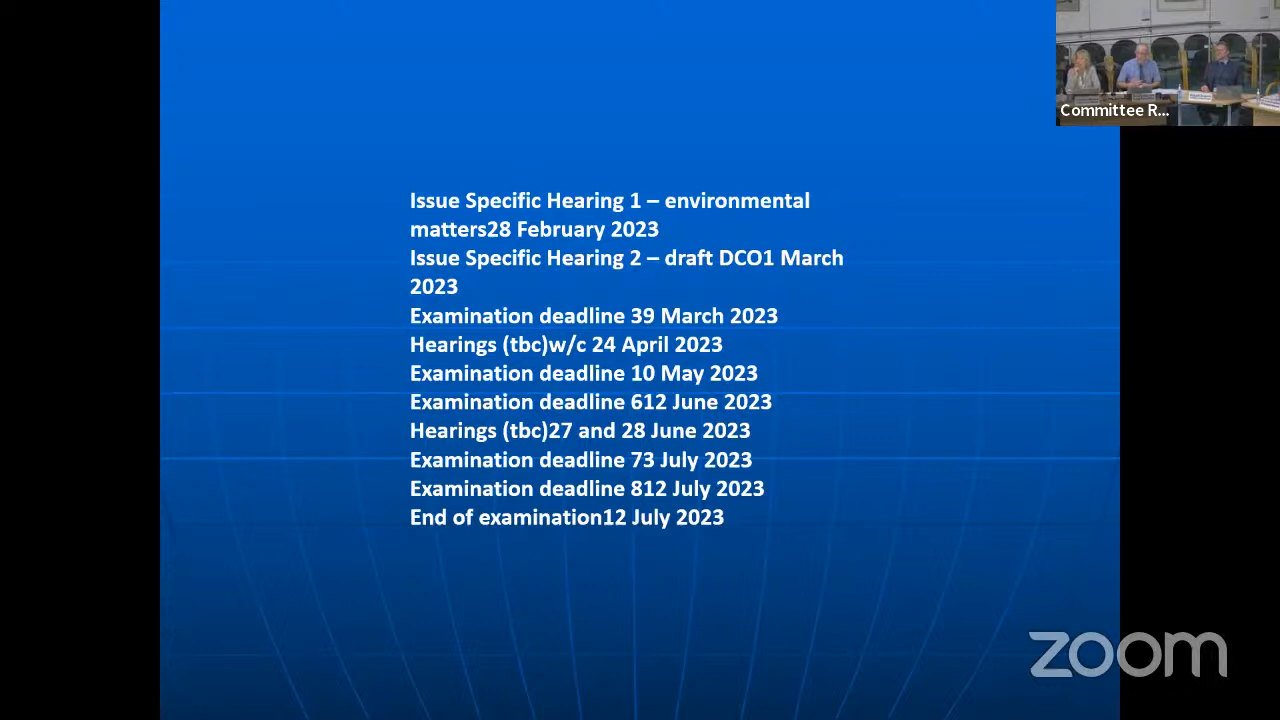 Committee R...
Issue Specific Hearing 1 – environmental
matters28 February 2023
Issue Specific Hearing 2 – draft DCO1 March
2023
Examination deadline 39 March 2023
Hearings (tbc)w/c 24 April 2023
Examination deadline 10 May 2023
Examination deadline 612 June 2023
Hearings (tbc)27 and 28 June 2023
Examination deadline 73 July 2023
Examination deadline 812 July 2023
End of examination12 July 2023
zoom